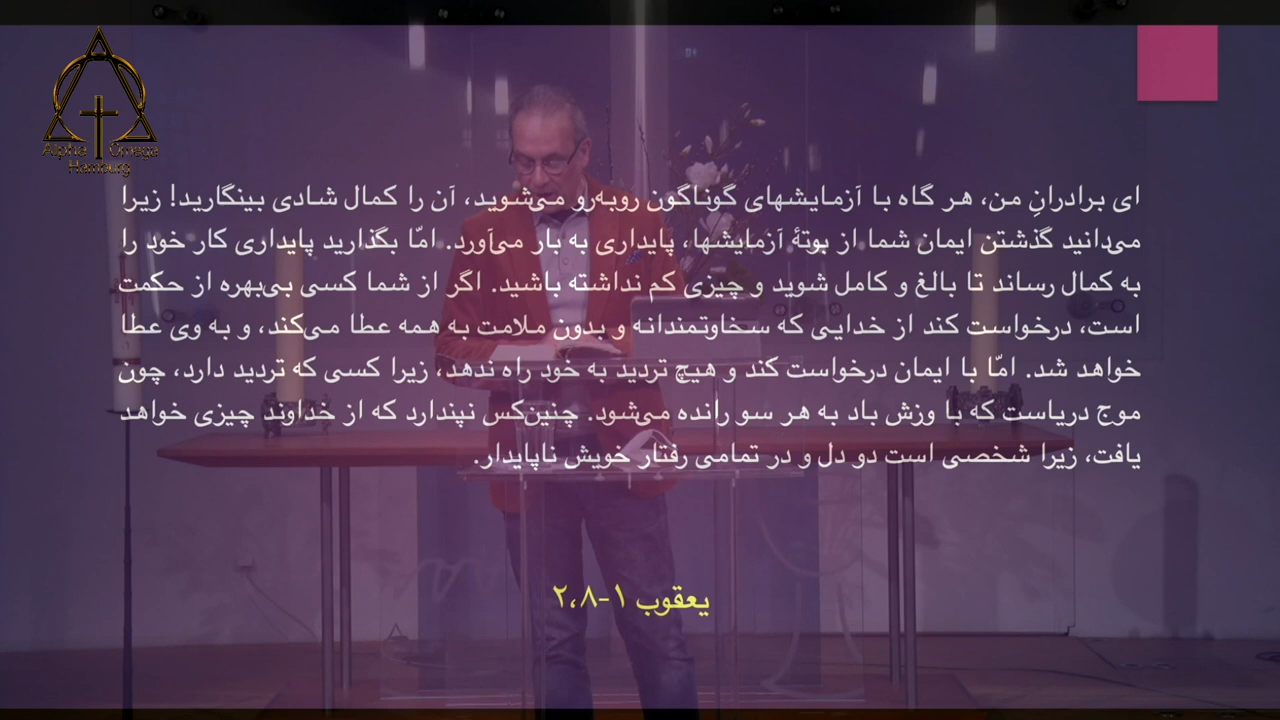 Alpha Omega
Hamburg
ای برادرانِ من، هر گاه با آزمایشهای گوناگون روبه‌رو می‌شوید، آن را کمال شادی بینگارید! زیرا
می‌دانید گذشتن ایمان شما از بوتهٔ آزمایشها، پایداری به بار می‌آورد. امّا بگذارید پایداری کار خود را
به کمال رساند تا بالغ و کامل شوید و چیزی کم نداشته باشید. اگر از شما کسی بی‌بهره از حکمت
است، درخواست کند از خدایی که سخاوتمندانه و بدون ملامت به همه عطا می‌کند، و به وی عطا
خواهد شد. امّا با ایمان درخواست کند و هیچ تردید به خود راه ندهد، زیرا کسی که تردید دارد، چون
موج دریاست که با وزش باد به هر سو رانده می‌شود. چنین‌کس نپندارد که از خداوند چیزی خواهد
یافت، زیرا شخصی است دو دل و در تمامی رفتار خویش ناپایدار.
یعقوب ۱-۲،۸